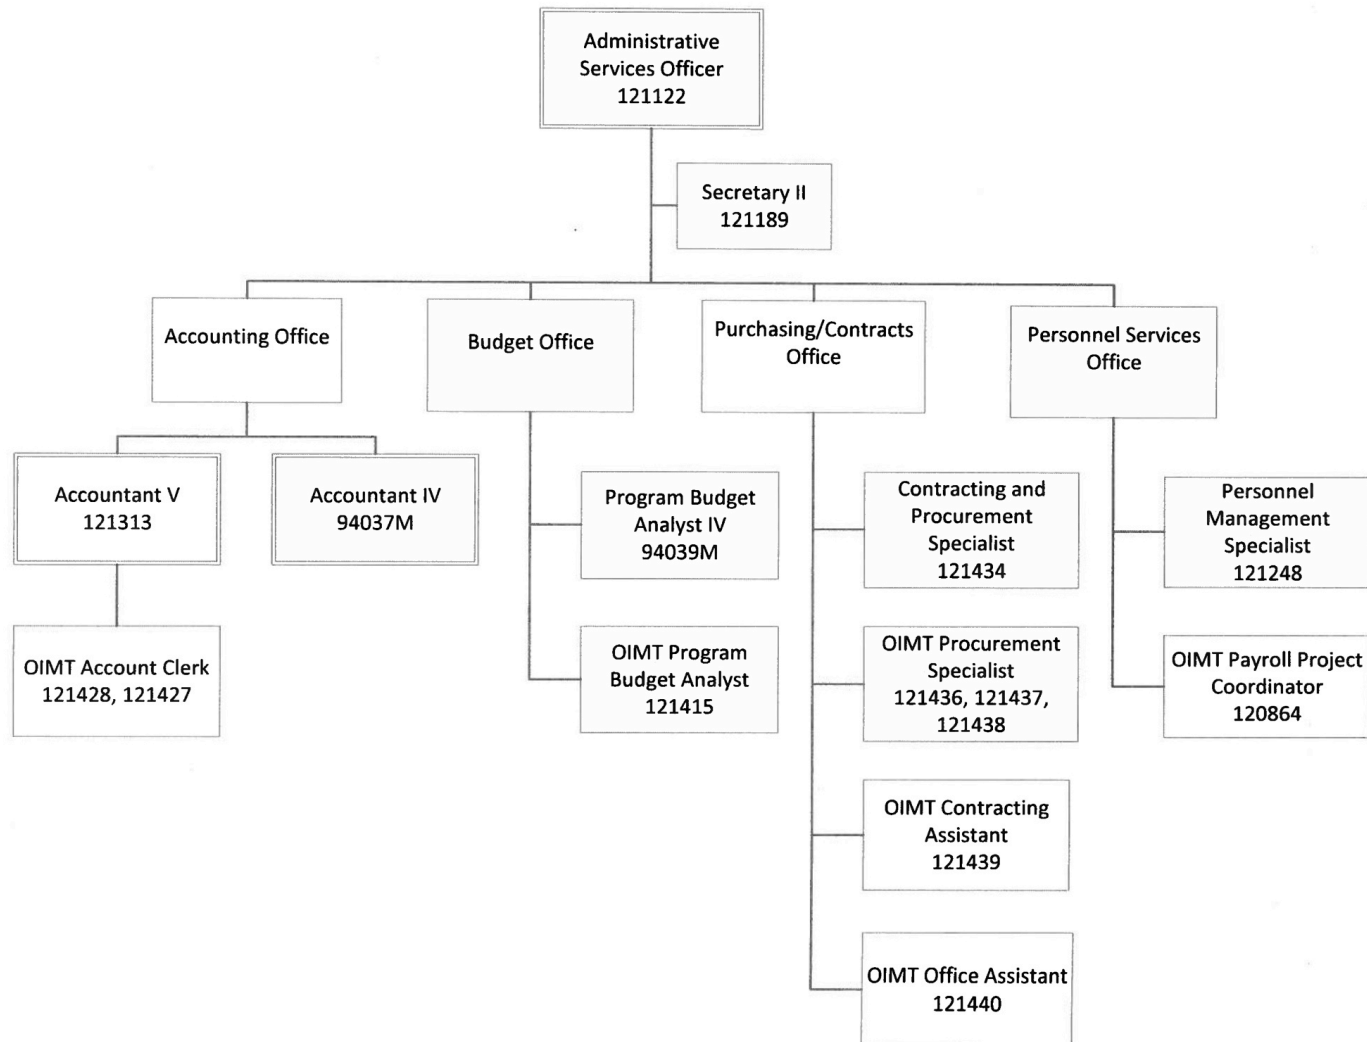 Administrative
Services Officer
121122
Secretary II
121189
Accounting Office
Budget Office
Purchasing/Contracts
Office
Personnel Services
Office
Accountant V
121313
Accountant IV
94037M
OIMT Account Clerk
121428, 121427
Program Budget
Analyst IV
94039M
OIMT Program
Budget Analyst
121415
Contracting and
Procurement
Specialist
121434
OIMT Procurement
Specialist
121436, 121437,
121438
OIMT Contracting
Assistant
121439
OIMT Office Assistant
121440
Personnel
Management
Specialist
121248
OIMT Payroll Project
Coordinator
120864